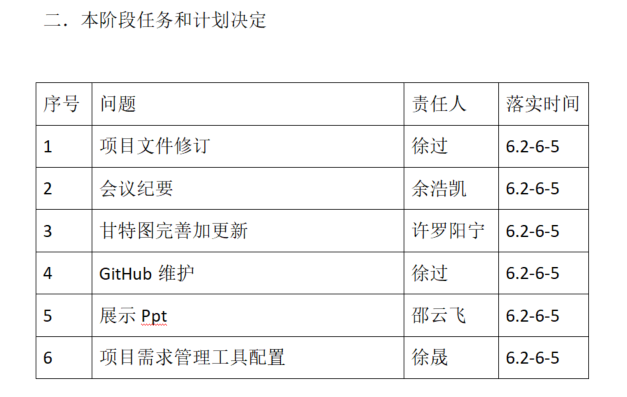 二．本阶段任务和计划决定
序号 问题 责任人 落实时间
1 项目文件修订 徐过 6.2-6-5
2 会议纪要 余浩凯 6.2-6-5
3 甘特图完善加更新 许罗阳宁 6.2-6-5
4 GitHub 维护 徐过 6.2-6-5
5 展示 Ppt 邵云飞 6.2-6-5
6 项目需求管理工具配置 徐晟 6.2-6-5